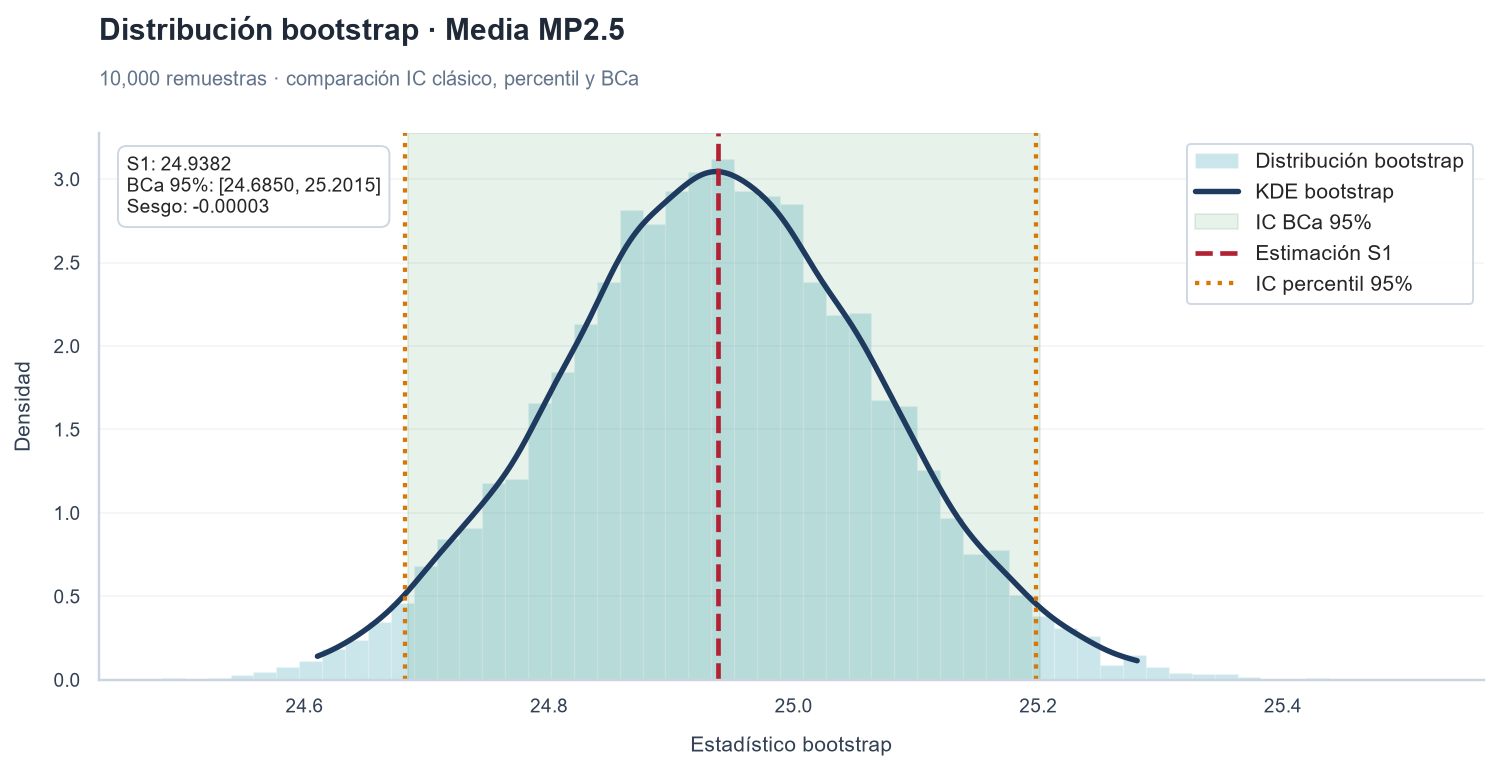 Distribución bootstrap · Media MP2.5
10,000 remuestras · comparación IC clásico, percentil y BCa
S1: 24.9382
BCa 95%: [24.6850, 25.2015]
Sesgo: -0.00003
Distribución bootstrap
KDE bootstrap
IC BCa 95%
Estimación S1
IC percentil 95%
Densidad
3.0
2.5
2.0
1.5
1.0
0.5
0.0
24.6
24.8
25.0
25.2
25.4
Estadístico bootstrap